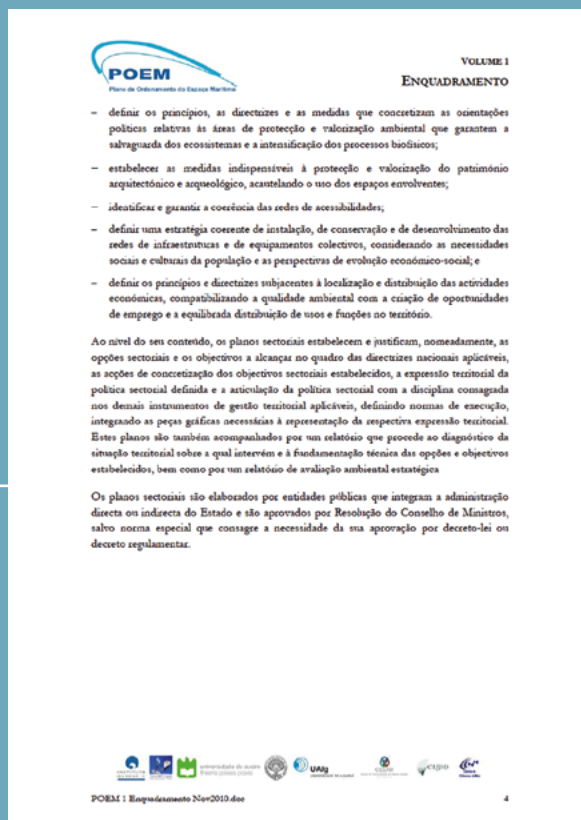 VOLUME 1
POEM
Plano de Ordenamento do Espaço Marítimo
ENQUADRAMENTO
– definir os princípios, as directrizes e as medidas que concretizam as orientações
políticas relativas às áreas de protecção e valorização ambiental que garantem a
salvaguarda dos ecossistemas e a intensificação dos processos biofísicos;
– estabelecer as medidas indispensáveis à protecção e valorização do património
arquitectónico e arqueológico, acautelando o uso dos espaços envolventes;
– identificar e garantir a coerência das redes de acessibilidades;
– definir uma estratégia coerente de instalação, de conservação e de desenvolvimento das
redes de infraestruturas e de equipamentos colectivos, considerando as necessidades
sociais e culturais da população e as perspectivas de evolução económico-social; e
– definir os princípios e directrizes subjacentes à localização e distribuição das actividades
económicas, compatibilizando a qualidade ambiental com a criação de oportunidades
de emprego e a equilibrada distribuição de usos e funções no território.
Ao nível do seu conteúdo, os planos sectoriais estabelecem e justificam, nomeadamente, as
opções sectoriais e os objectivos a alcançar no quadro das directrizes nacionais aplicáveis,
as acções de concretização dos objectivos sectoriais estabelecidos, a expressão territorial da
política sectorial definida e a articulação da política sectorial com a disciplina consagrada
nos demais instrumentos de gestão territorial aplicáveis, definindo normas de execução,
integrando as peças gráficas necessárias à representação da respectiva expressão territorial.
Estes planos são também acompanhados por um relatório que procede ao diagnóstico da
situação territorial sobre a qual intervém e à fundamentação técnica das opções e objectivos
estabelecidos, bem como por um relatório de avaliação ambiental estratégica
Os planos sectoriais são elaborados por entidades públicas que integram a administração
directa ou indirecta do Estado e são aprovados por Resolução do Conselho de Ministros,
salvo norma especial que consagre a necessidade da sua aprovação por decreto-lei ou
decreto regulamentar.
universidade de aveiro
UAlg
POEM 1 Enquadramento Nov2010.doc
4